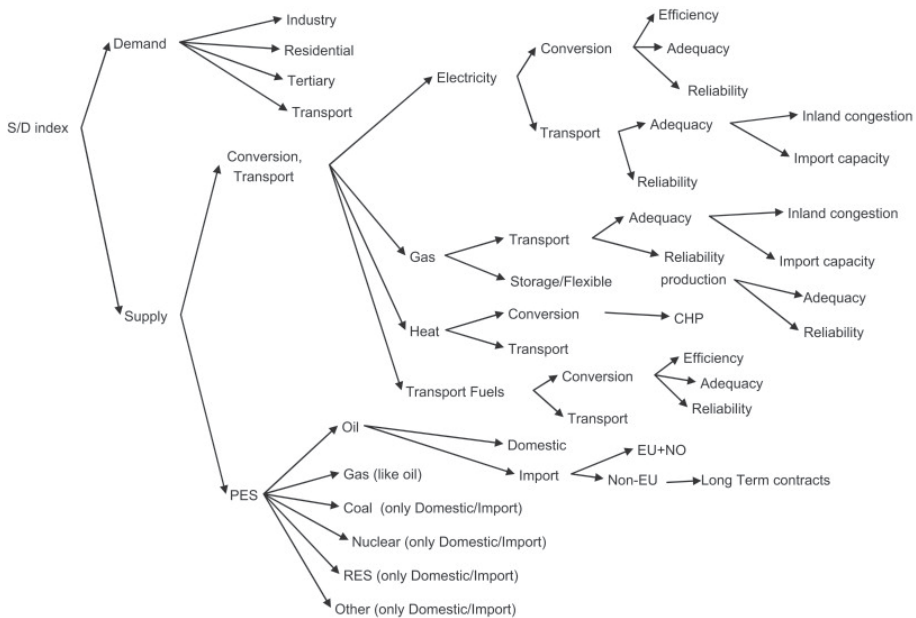 Efficiency
Industry
Demand
Conversion
Adequacy
Residential
Electricity
Tertiary
Reliability
Transport
Inland congestion
S/D index
Transport
Adequacy
Conversion,
Transport
Import capacity
Reliability
Adequacy
Inland congestion
Transport
Gas
Reliability
Import capacity
Storage/Flexible
production
Adequacy
Supply
Conversion
CHP
Heat
Reliability
Transport
Efficiency
Conversion
Adequacy
Transport Fuels
Reliability
Transport
Oil
Domestic
EU+NO
Import
Gas (like oil)
Non-EU
Long Term contracts
PES
Coal (only Domestic/Import)
Nuclear (only Domestic/Import)
RES (only Domestic/Import)
Other (only Domestic/Import)